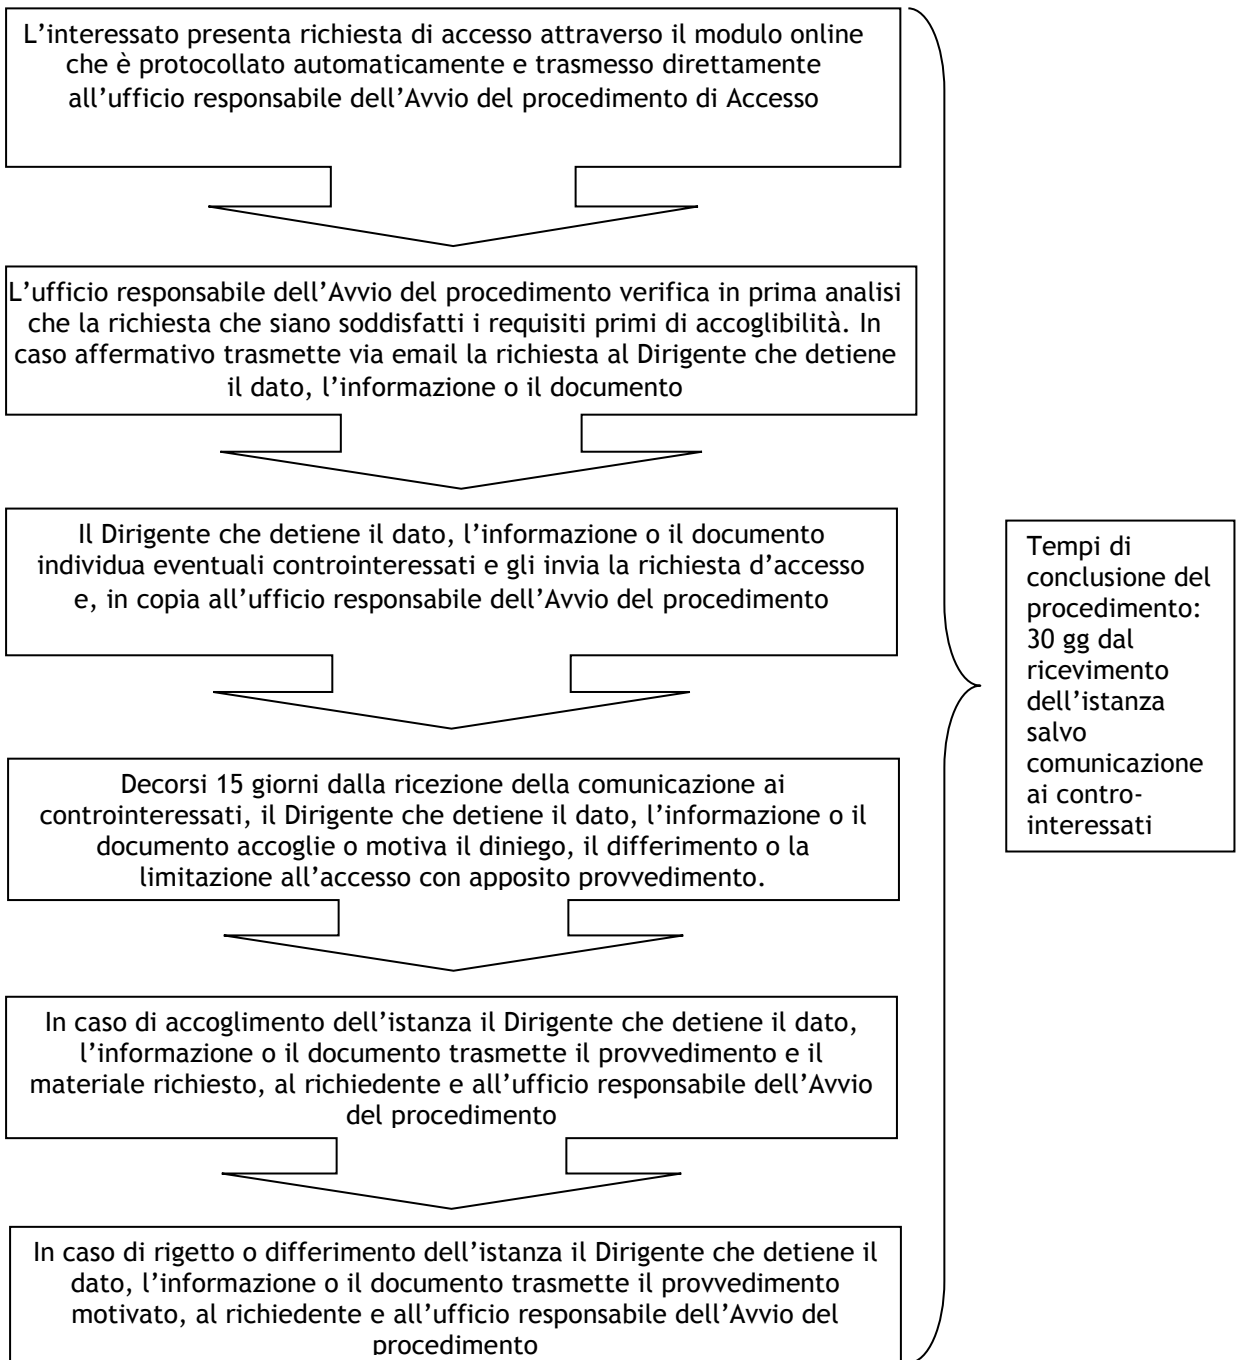 L’interessato presenta richiesta di accesso attraverso il modulo online
che è protocollato automaticamente e trasmesso direttamente
all’ufficio responsabile dell’Avvio del procedimento di Accesso
L’ufficio responsabile dell’Avvio del procedimento verifica in prima analisi
che la richiesta che siano soddisfatti i requisiti primi di accoglibilità. In
caso affermativo trasmette via email la richiesta al Dirigente che detiene
il dato, l’informazione o il documento
Il Dirigente che detiene il dato, l’informazione o il documento
individua eventuali controinteressati e gli invia la richiesta d’accesso
e, in copia all’ufficio responsabile dell’Avvio del procedimento
Decorsi 15 giorni dalla ricezione della comunicazione ai
controinteressati, il Dirigente che detiene il dato, l’informazione o il
documento accoglie o motiva il diniego, il differimento o la
limitazione all’accesso con apposito provvedimento.
In caso di accoglimento dell’istanza il Dirigente che detiene il dato,
l’informazione o il documento trasmette il provvedimento e il
materiale richiesto, al richiedente e all’ufficio responsabile dell’Avvio
del procedimento
In caso di rigetto o differimento dell’istanza il Dirigente che detiene il
dato, l’informazione o il documento trasmette il provvedimento
motivato, al richiedente e all’ufficio responsabile dell’Avvio del
procedimento
Tempi di
conclusione del
procedimento:
30 gg dal
ricevimento
dell’istanza
salvo
comunicazione
ai contro-
interessati